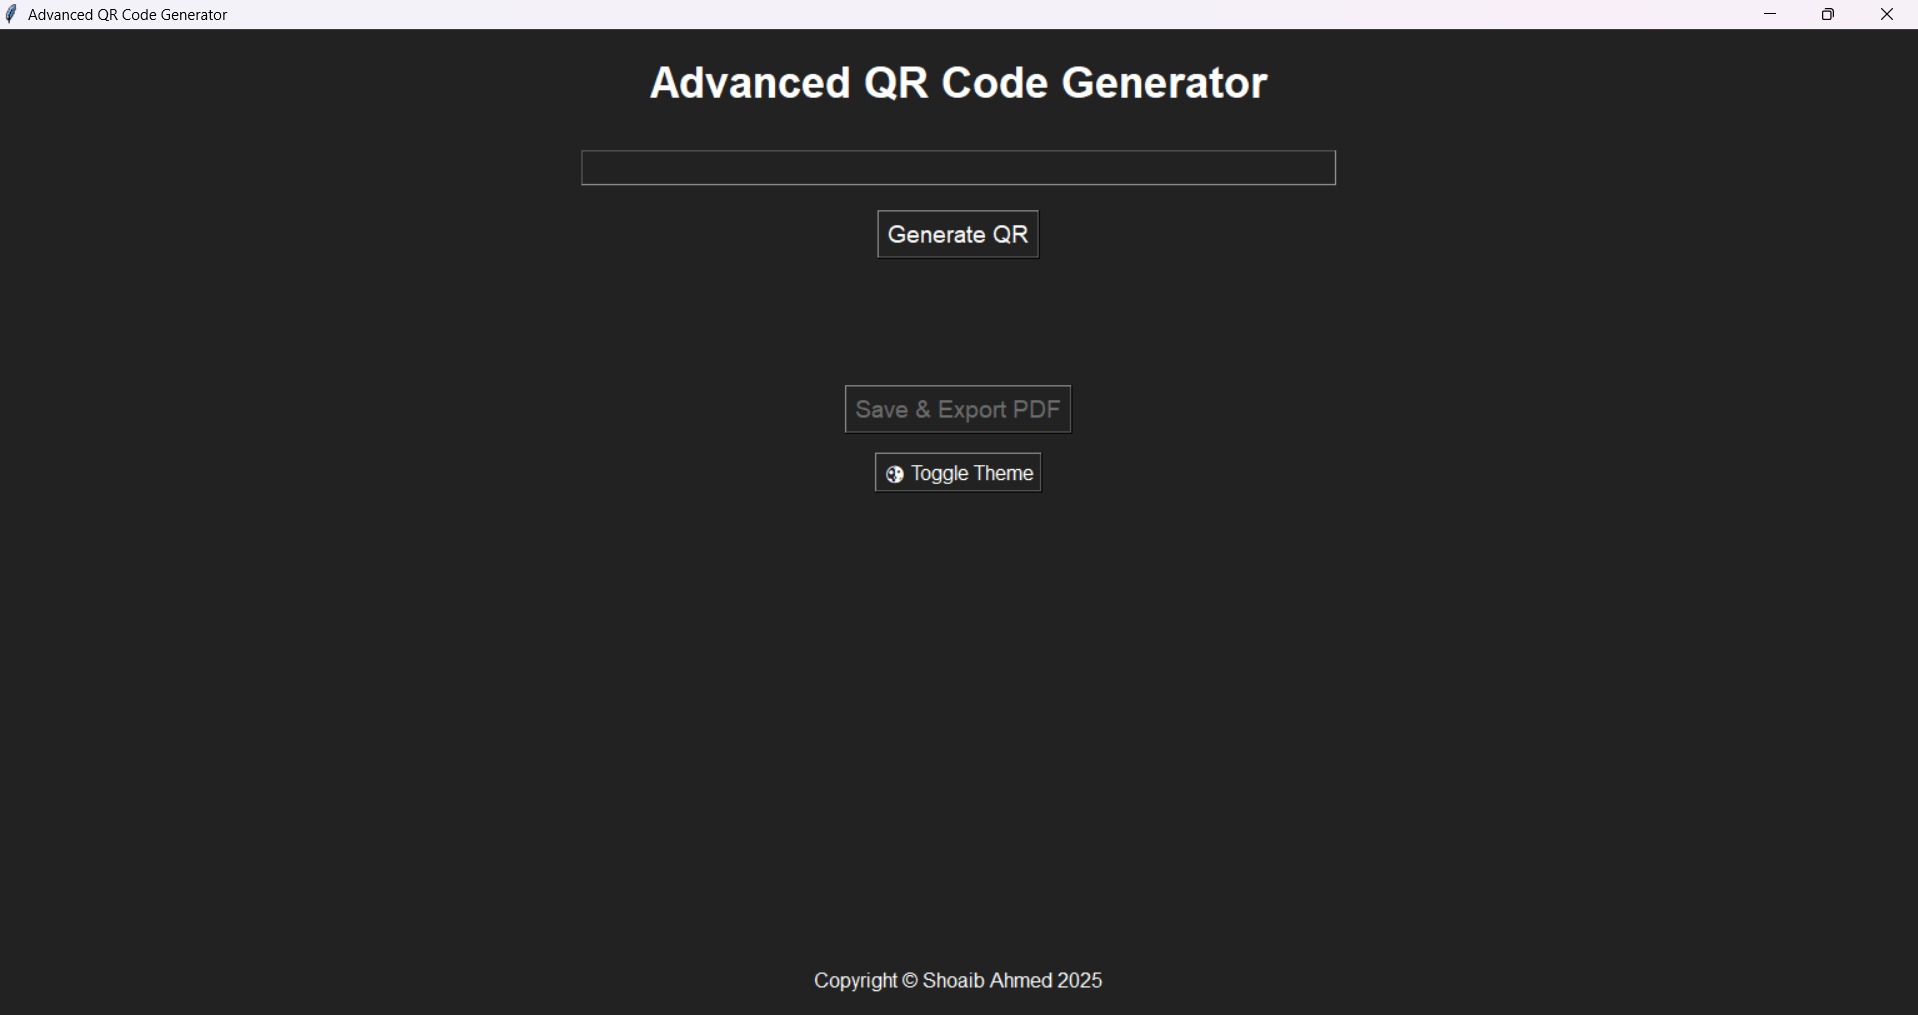 Advanced QR Code Generator
Advanced QR Code Generator
Generate QR
Save & Export PDF
Toggle Theme
Copyright © Shoaib Ahmed 2025